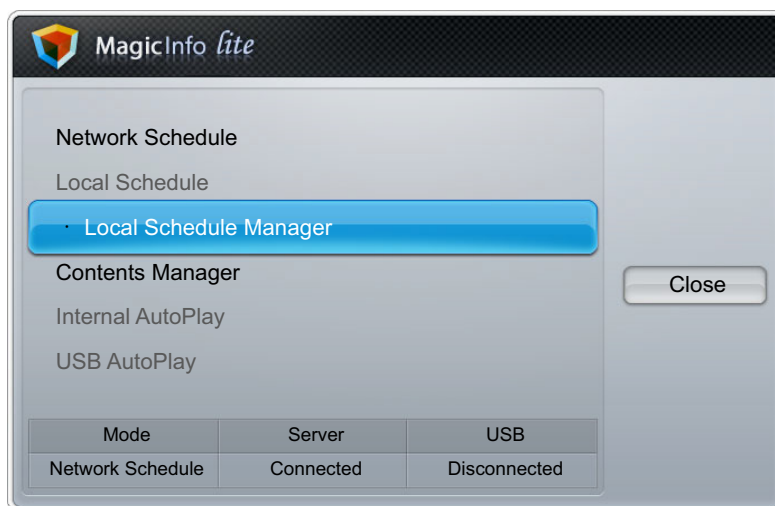 MagicInfo lite
Network Schedule
Local Schedule
· Local Schedule Manager
Contents Manager
Close
Internal AutoPlay
USB AutoPlay
Mode Server USB
Network Schedule Connected Disconnected